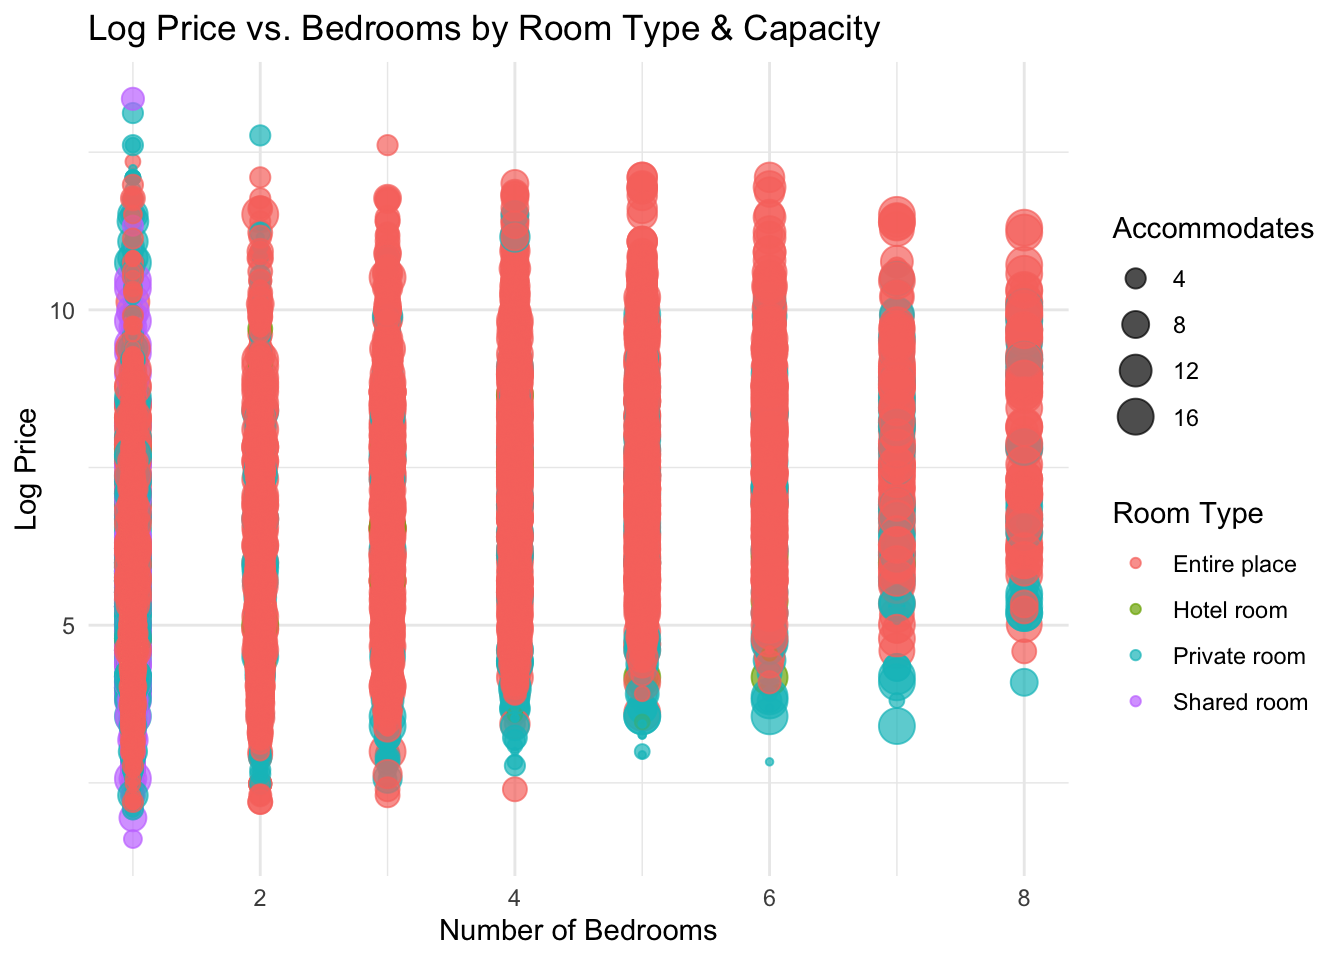 Log Price vs. Bedrooms by Room Type & Capacity
10
5
Log Price
2
4
6
8
Number of Bedrooms
Accommodates
4
8
12
16
Room Type
Entire place
Hotel room
Private room
Shared room